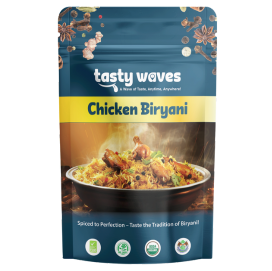 tasty waves
A Wave of Taste, Anytime, Anywhere!
Chicken Biryani
Spiced to Perfection – Taste the Tradition of Biryani!